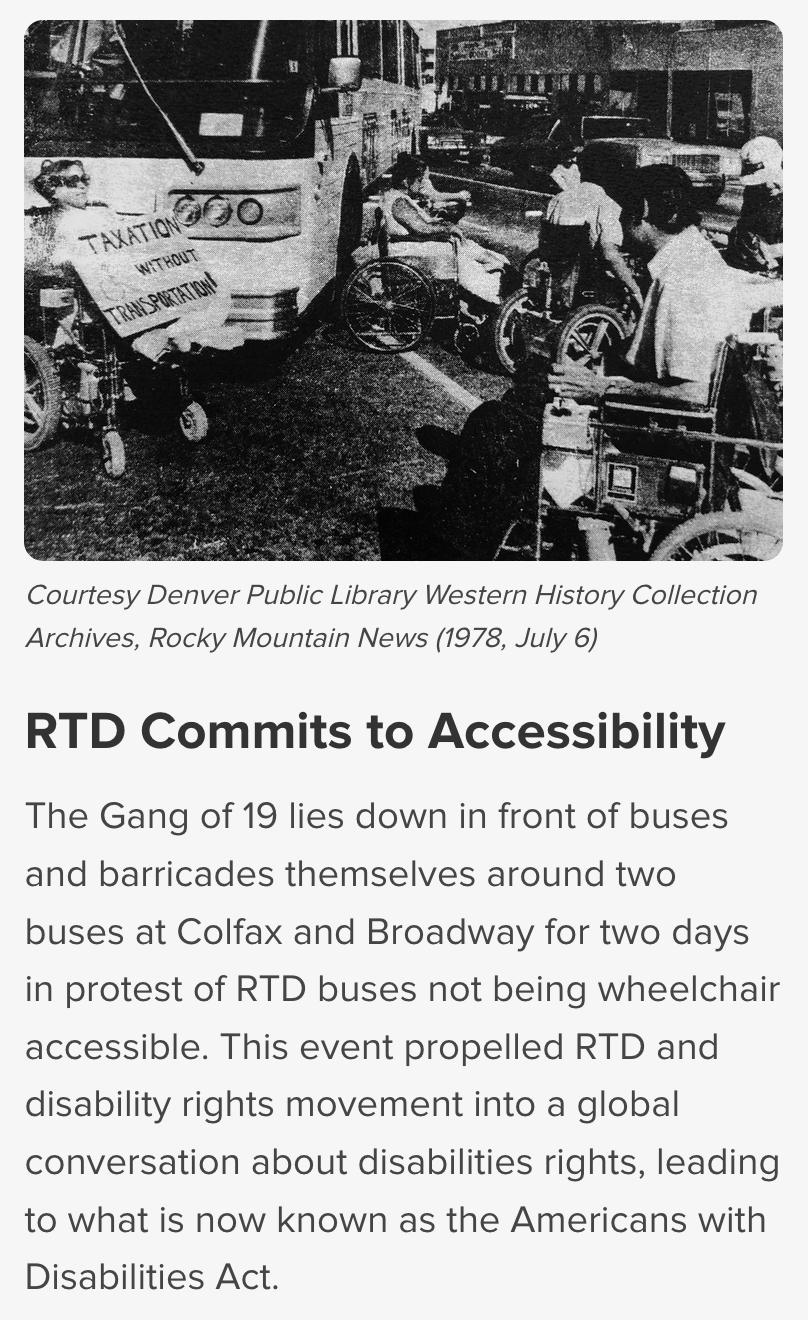 TAXATION
WITHOUT
TRANSPORTATION!
Courtesy Denver Public Library Western History Collection
Archives, Rocky Mountain News (1978, July 6)
RTD Commits to Accessibility
The Gang of 19 lies down in front of buses
and barricades themselves around two
buses at Colfax and Broadway for two days
in protest of RTD buses not being wheelchair
accessible. This event propelled RTD and
disability rights movement into a global
conversation about disabilities rights, leading
to what is now known as the Americans with
Disabilities Act.